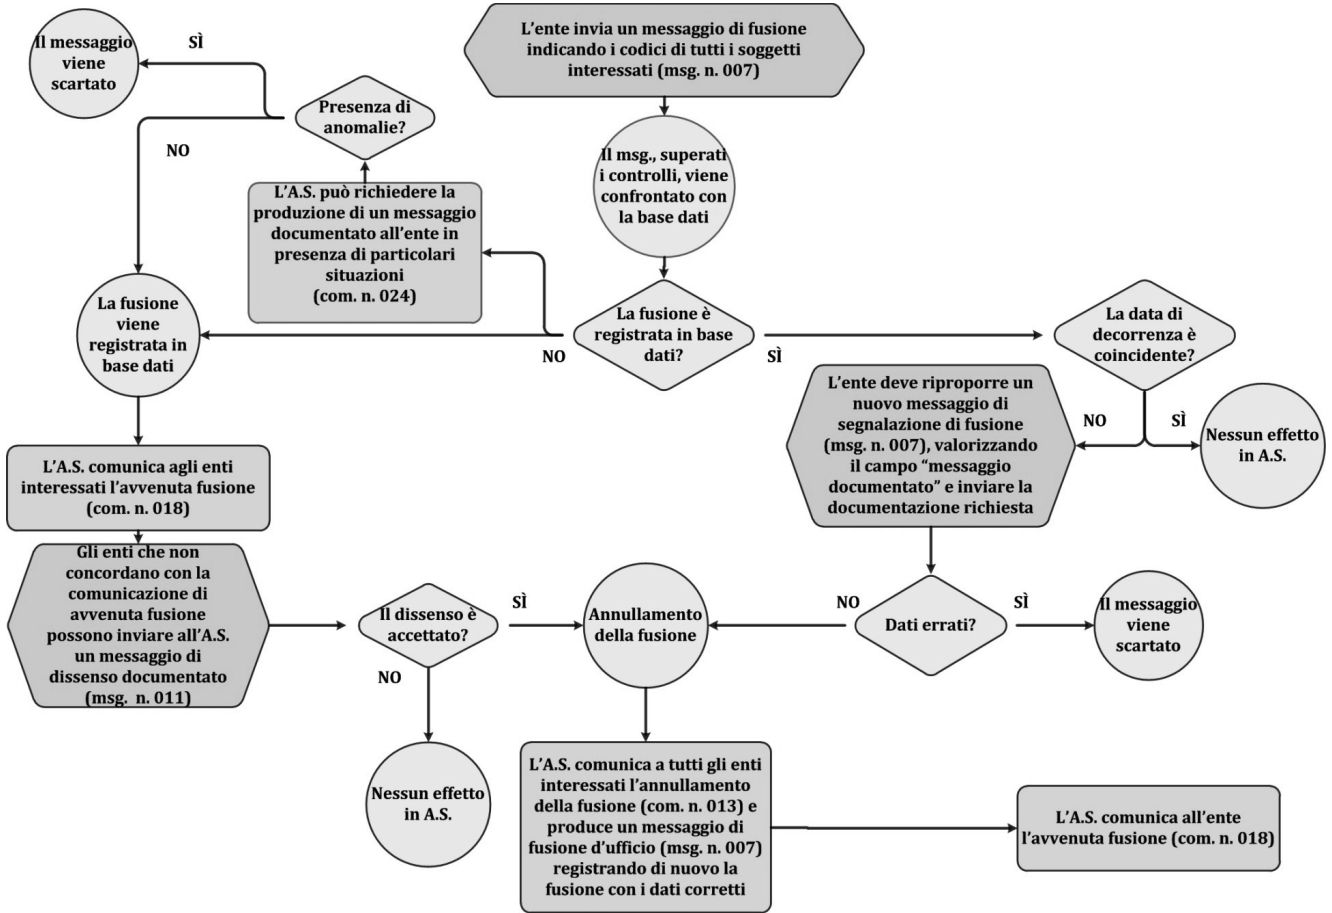 L'ente invia un messaggio di fusione
indicando i codici di tutti i soggetti
interessati (msg. n. 007)
Il messaggio
viene
scartato
SÌ
Presenza di
anomalie?
NO
Il msg., superati
i controlli, viene
confrontato con
la base dati
L'A.S. può richiedere la
produzione di un messaggio
documentato all'ente in
presenza di particolari
situazioni
(com. n. 024)
La fusione
viene
registrata in
base dati
La fusione è
registrata in base
dati?
NO
SÌ
La data di
decorrenza è
coincidente?
L'ente deve riproporre un
nuovo messaggio di
segnalazione di fusione
(msg. n. 007), valorizzando
il campo “messaggio
documentato” e inviare la
documentazione richiesta
NO
SÌ
Nessun effetto
in A.S.
L'A.S. comunica agli enti
interessati l'avvenuta fusione
(com. n. 018)
Gli enti che non
concordano con la
comunicazione di
avvenuta fusione
possono inviare all'A.S.
un messaggio di
dissenso documentato
(msg.  n. 011)
Il dissenso è
accettato?
SÌ
NO
Annullamento
della fusione
NO
Dati errati?
SÌ
Il messaggio
viene
scartato
Nessun effetto
in A.S.
L'A.S. comunica a tutti gli enti
interessati l'annullamento
della fusione (com. n. 013) e
produce un messaggio di
fusione d'ufficio (msg. n. 007)
registrando di nuovo la
fusione con i dati corretti
L'A.S. comunica all'ente
l'avvenuta fusione (com. n. 018)